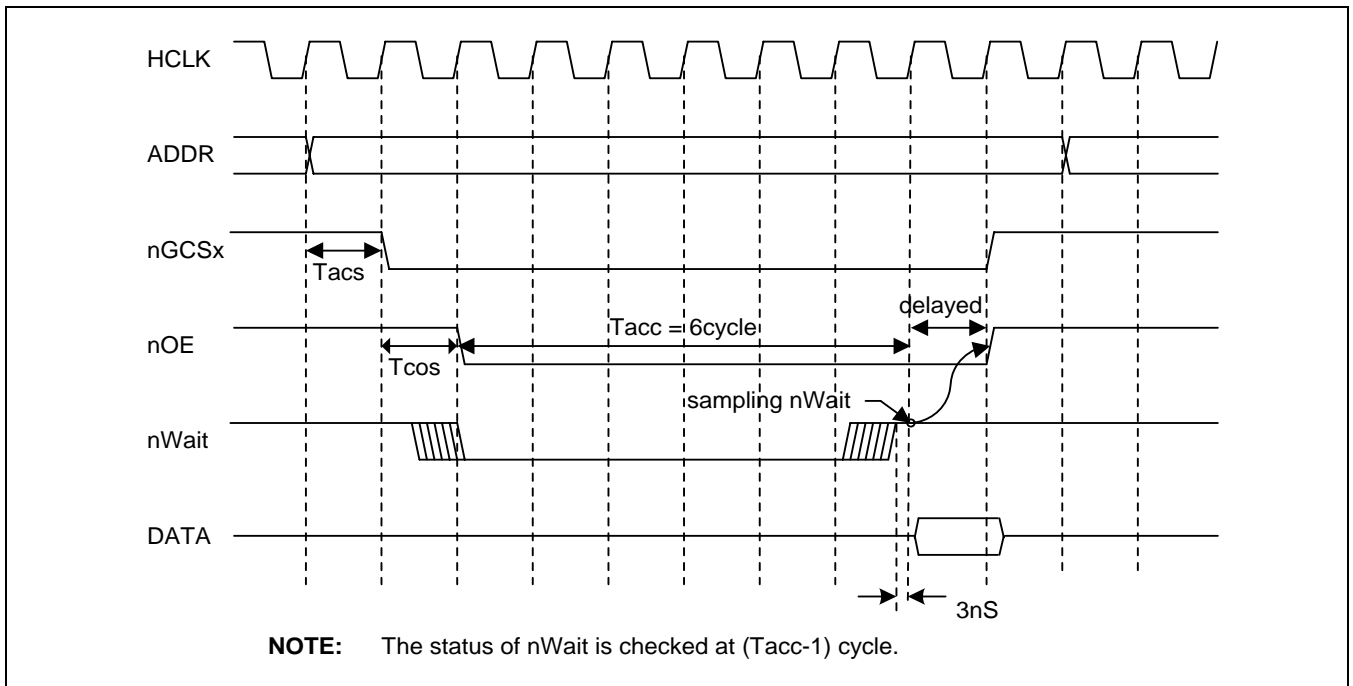 HCLK
ADDR
nGCSx
Tacs
delayed
nOE
Tacc = 6cycle
Tcos
sampling nWait
nWait
DATA
3nS
NOTE: The status of nWait is checked at (Tacc-1) cycle.